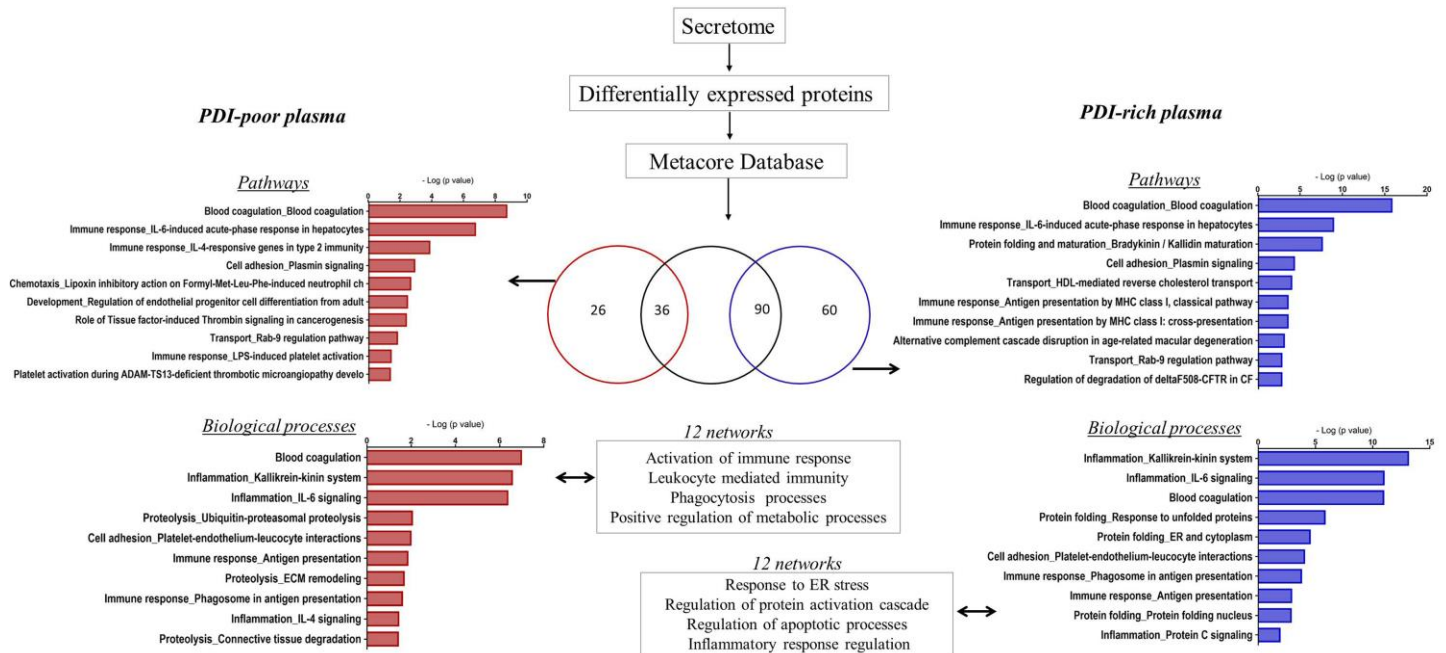 Secretome
Differentially expressed proteins
Metacore Database
PDI-poor plasma
Pathways
- Log (p value)
0 2 4 6 8 10
Blood coagulation_Blood coagulation
Immune response_IL-6-induced acute-phase response in hepatocytes
Immune response_IL-4-responsive genes in type 2 immunity
Cell adhesion_Plasmin signaling
Chemotaxis_Lipoxin inhibitory action on Formyl-Met-Leu-Phe-induced neutrophil ch
Development_Regulation of endothelial progenitor cell differentiation from adult
Role of Tissue factor-induced Thrombin signaling in cancerogenesis
Transport_Rab-9 regulation pathway
Immune response_LPS-induced platelet activation
Platelet activation during ADAM-TS13-deficient thrombotic microangiopathy develo
26 36 90 60
PDI-rich plasma
Pathways
- Log (p value)
0 5 10 15 20
Blood coagulation_Blood coagulation
Immune response_IL-6-induced acute-phase response in hepatocytes
Protein folding and maturation_Bradykinin / Kallidin maturation
Cell adhesion_Plasmin signaling
Transport_HDL-mediated reverse cholesterol transport
Immune response_Antigen presentation by MHC class I, classical pathway
Immune response_Antigen presentation by MHC class I: cross-presentation
Alternative complement cascade disruption in age-related macular degeneration
Transport_Rab-9 regulation pathway
Regulation of degradation of deltaF508-CFTR in CF
Biological processes
- Log (p value)
0 2 4 6 8
Blood coagulation
Inflammation_Kallikrein-kinin system
Inflammation_IL-6 signaling
Proteolysis_Ubiquitin-proteasomal proteolysis
Cell adhesion_Platelet-endothelium-leucocyte interactions
Immune response_Antigen presentation
Proteolysis_ECM remodeling
Immune response_Phagosome in antigen presentation
Inflammation_IL-4 signaling
Proteolysis_Connective tissue degradation
12 networks
Activation of immune response
Leukocyte mediated immunity
Phagocytosis processes
Positive regulation of metabolic processes
12 networks
Response to ER stress
Regulation of protein activation cascade
Regulation of apoptotic processes
Inflammatory response regulation
Biological processes
- Log (p value)
0 5 10 15
Inflammation_Kallikrein-kinin system
Inflammation_IL-6 signaling
Blood coagulation
Protein folding_Response to unfolded proteins
Protein folding_ER and cytoplasm
Cell adhesion_Platelet-endothelium-leucocyte interactions
Immune response_Phagosome in antigen presentation
Immune response_Antigen presentation
Protein folding_Protein folding nucleus
Inflammation_Protein C signaling